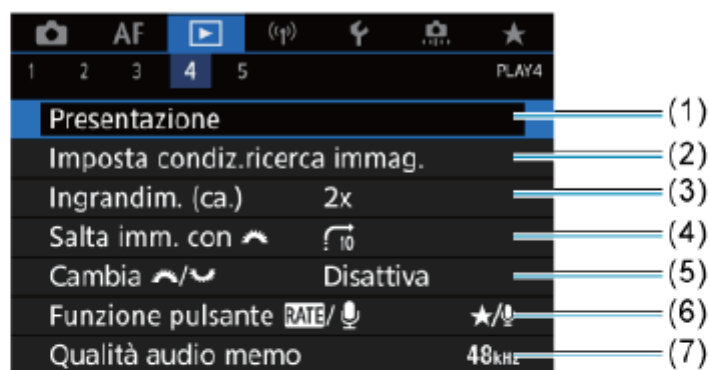 AF
1 2 3 4 5 PLAY4
Presentazione (1)
Imposta condiz.ricerca immag. (2)
Ingrandim. (ca.) 2x (3)
Salta imm. con 10 (4)
Cambia / Disattiva (5)
Funzione pulsante RATE/ ★/ (6)
Qualità audio memo 48kHz (7)